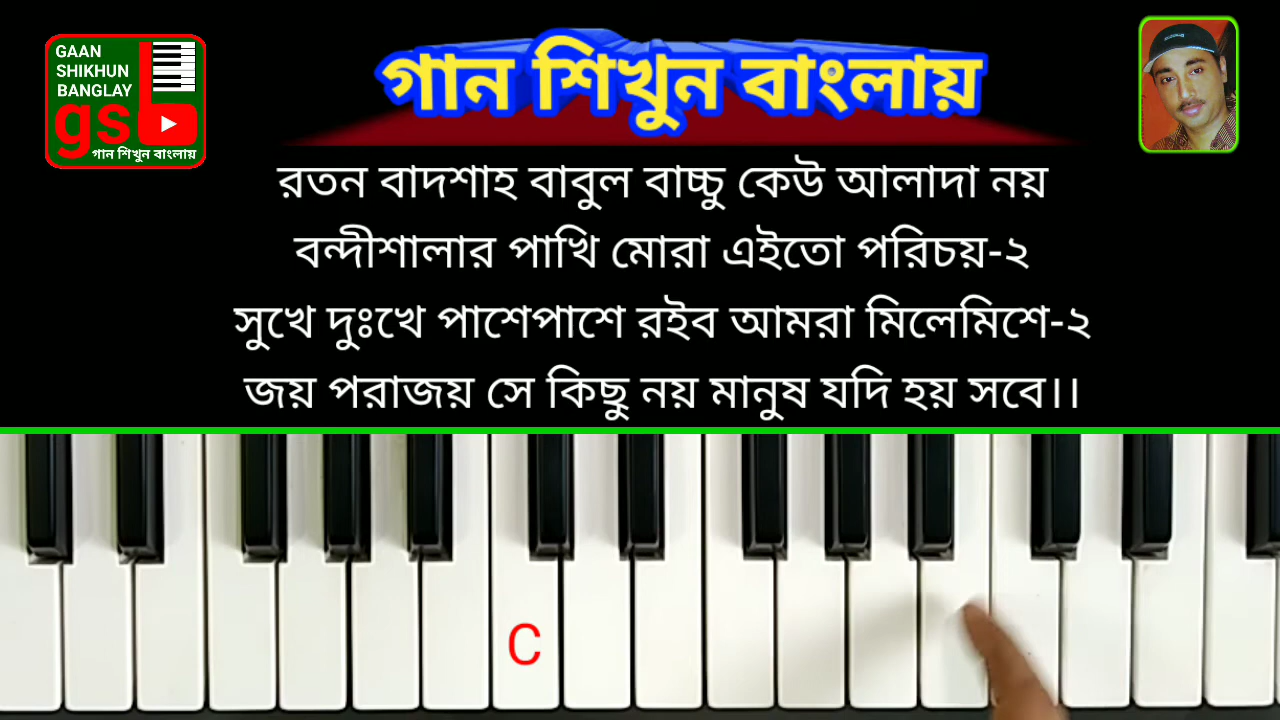 GAAN
SHIKHUN
BANGLAY
gsb
গান শিখুন বাংলায়
গান শিখুন বাংলায়
রতন বাদশাহ বাবুল বাচ্চু কেউ আলাদা নয়
বন্দীশালার পাখি মোরা এইতো পরিচয়-২
সুখে দুঃখে পাশেপাশে রইব আমরা মিলেমিশে-২
জয় পরাজয় সে কিছু নয় মানুষ যদি হয় সবে।।
C